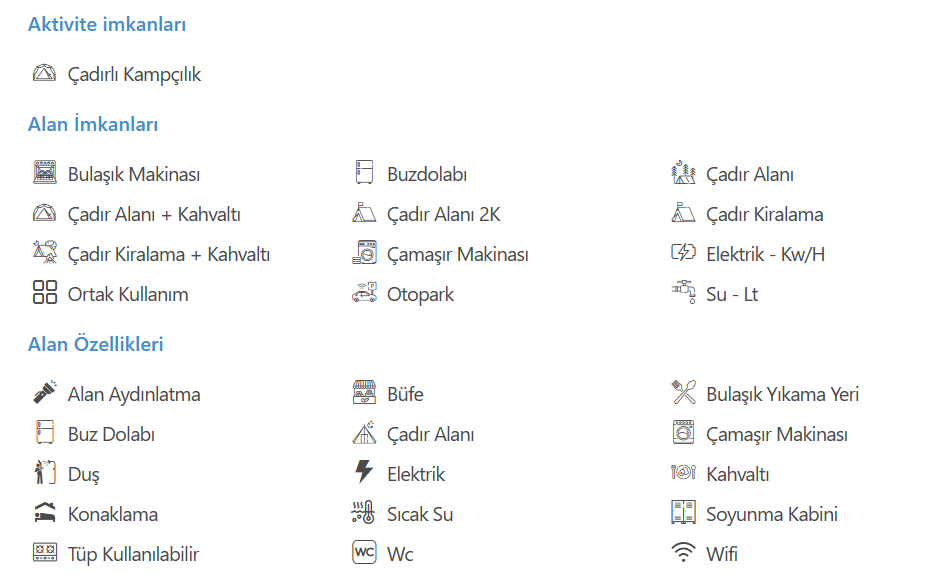 Aktivite imkanları
Çadırlı Kampçılık
Alan İmkanları
Bulaşık Makinası Buzdolabı Çadır Alanı
Çadır Alanı + Kahvaltı Çadır Alanı 2K Çadır Kiralama
Çadır Kiralama + Kahvaltı Çamaşır Makinası Elektrik - Kw/H
Ortak Kullanım Otopark Su - Lt
Alan Özellikleri
Alan Aydınlatma Büfe Bulaşık Yıkama Yeri
Buz Dolabı Çadır Alanı Çamaşır Makinası
Duş Elektrik Kahvaltı
Konaklama Sıcak Su Soyunma Kabini
Tüp Kullanılabilir WC Wc Wifi